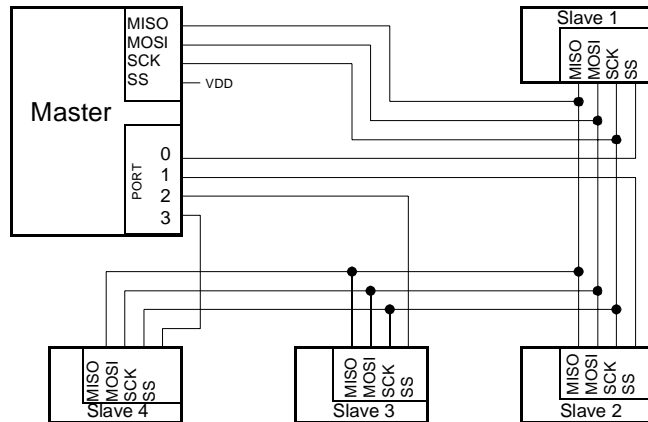 MISO
MOSI
SCK
SS
VDD
Master
PORT
0
1
2
3
Slave 1
MISO
MOSI
SCK
SS
MISO
MOSI
SCK
SS
Slave 4
MISO
MOSI
SCK
SS
Slave 3
MISO
MOSI
SCK
SS
Slave 2